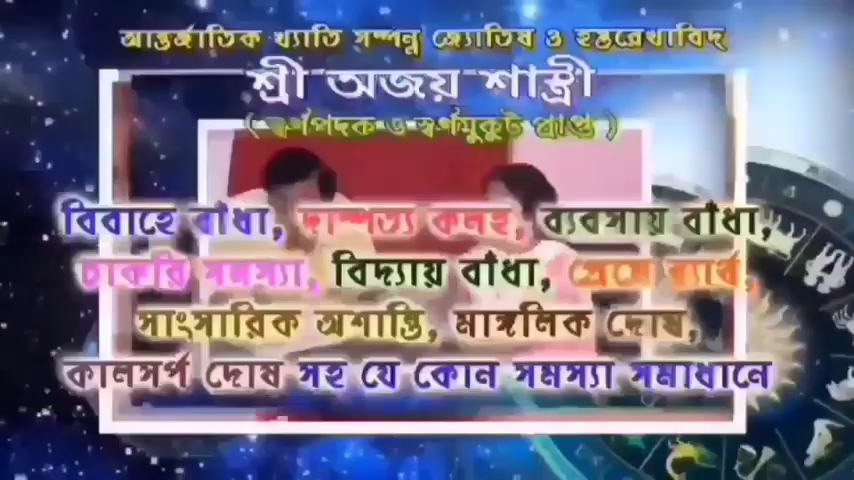 আন্তর্জাতিক খ্যাতি সম্পন্ন জ্যোতিষ ও হস্তরেখাবিদ্
শ্রী অজয় শাস্ত্রী
( স্বর্ণপদক ও স্বর্ণমুকুট প্রাপ্ত )
বিবাহে বাঁধা, দাম্পত্য কলহ, ব্যবসায় বাঁধা,
চাকরি সমস্যা, বিদ্যায় বাঁধা, প্রেমে ব্যার্থ,
সাংসারিক অশান্তি, মাঙ্গলিক দোষ,
কালসর্প দোষ সহ যে কোন সমস্যা সমাধানে